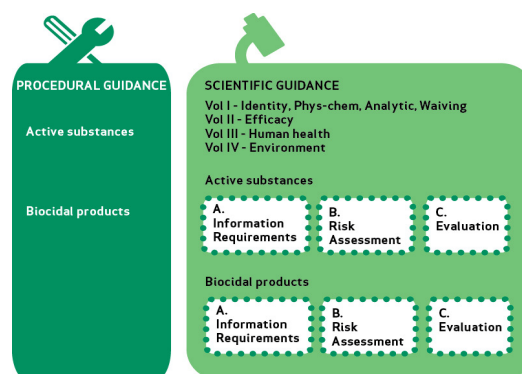 PROCEDURAL GUIDANCE
Active substances
Biocidal products
SCIENTIFIC GUIDANCE
Vol I - Identity, Phys-chem, Analytic, Waiving
Vol II - Efficacy
Vol III - Human health
Vol IV - Environment
Active substances
A.
Information
Requirements
B.
Risk
Assessment
C.
Evaluation
Biocidal products
A.
Information
Requirements
B.
Risk
Assessment
C.
Evaluation